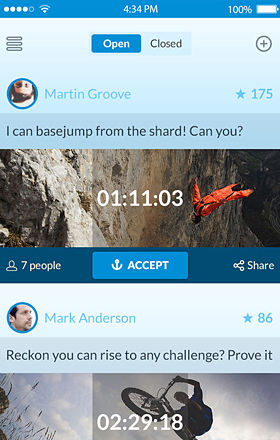 4:34 PM 100%
Open Closed
Martin Groove ★ 175
I can basejump from the shard! Can you?
01:11:03
7 people ACCEPT Share
Mark Anderson ★ 86
Reckon you can rise to any challenge? Prove it
02:29:18